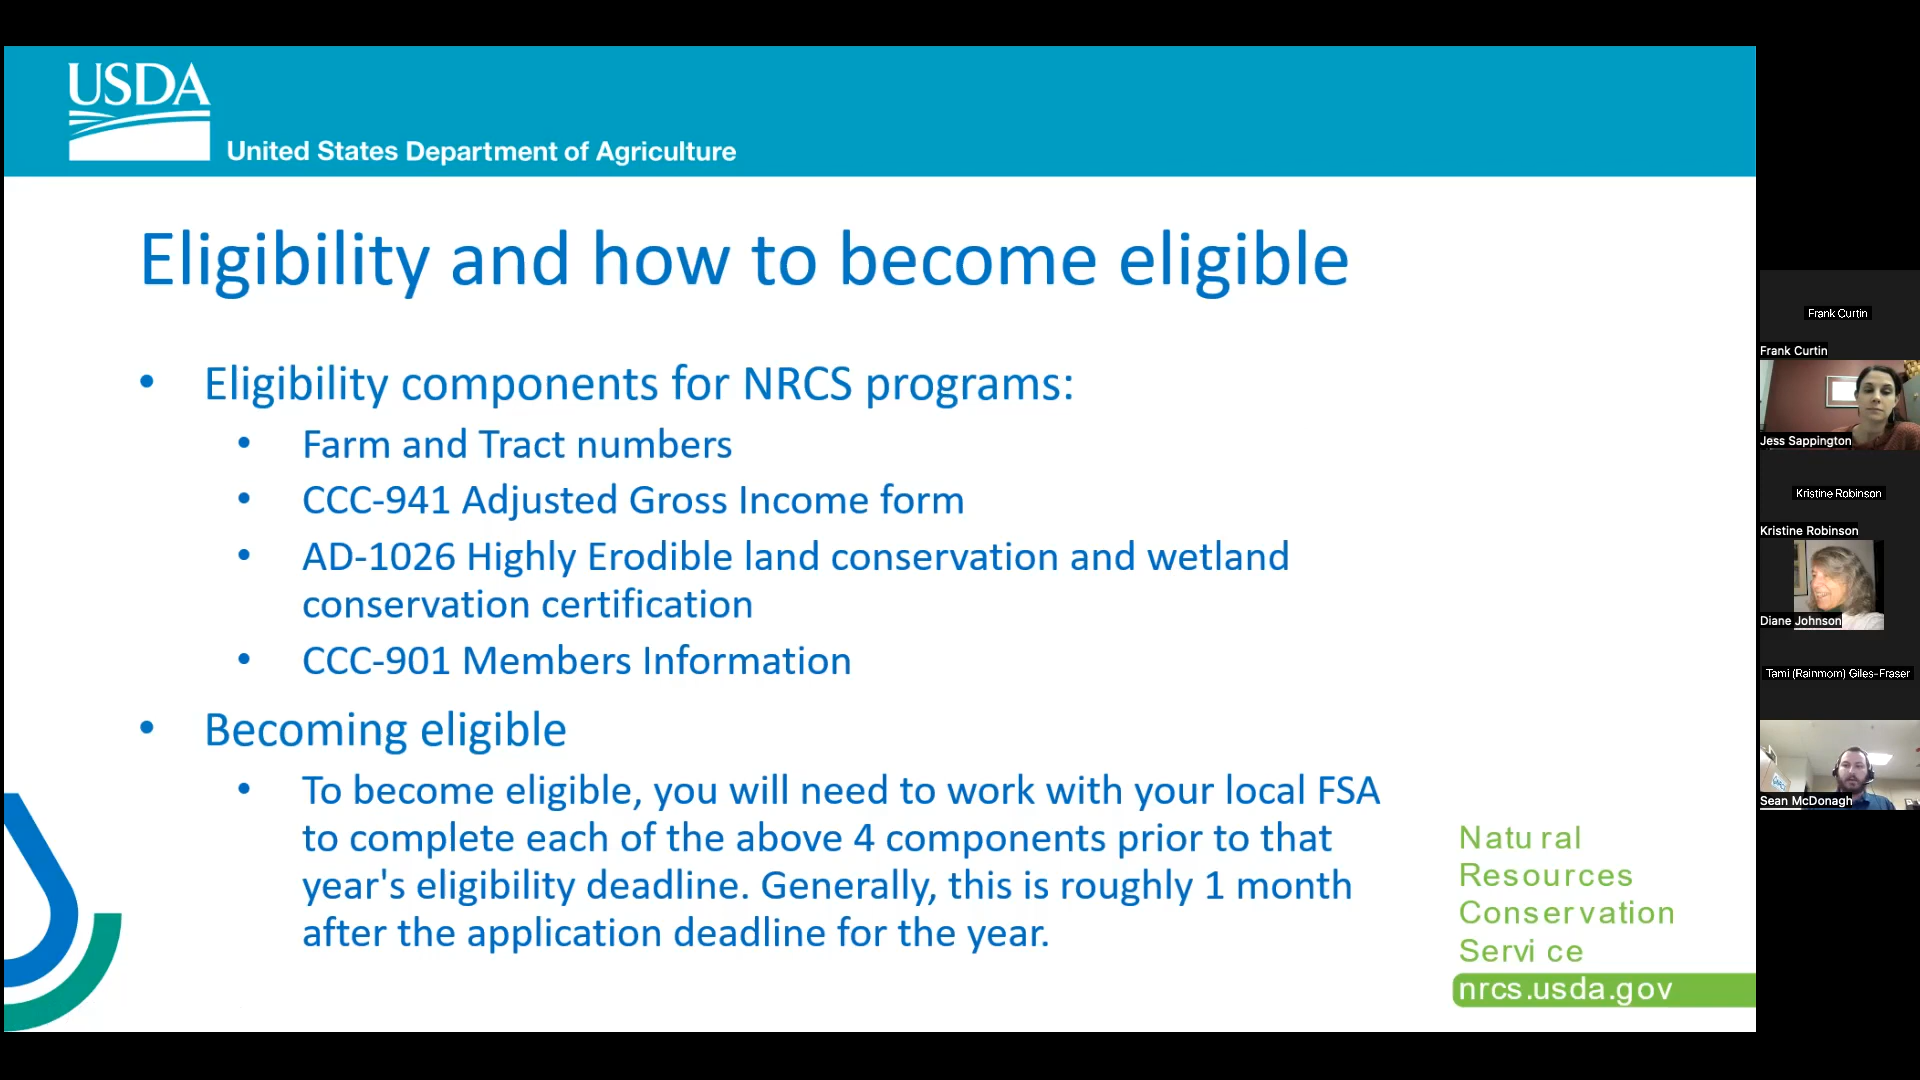 USDA
United States Department of Agriculture
Eligibility and how to become eligible
• Eligibility components for NRCS programs:
• Farm and Tract numbers
• CCC-941 Adjusted Gross Income form
• AD-1026 Highly Erodible land conservation and wetland
conservation certification
• CCC-901 Members Information
• Becoming eligible
• To become eligible, you will need to work with your local FSA
to complete each of the above 4 components prior to that
year's eligibility deadline. Generally, this is roughly 1 month
after the application deadline for the year.
Natural
Resources
Conservation
Service
nrcs.usda.gov
Frank Curtin
Frank Curtin
Jess Sappington
Kristine Robinson
Kristine Robinson
Diane Johnson
Tami (Rainmom) Giles-Fraser
Sean McDonagh